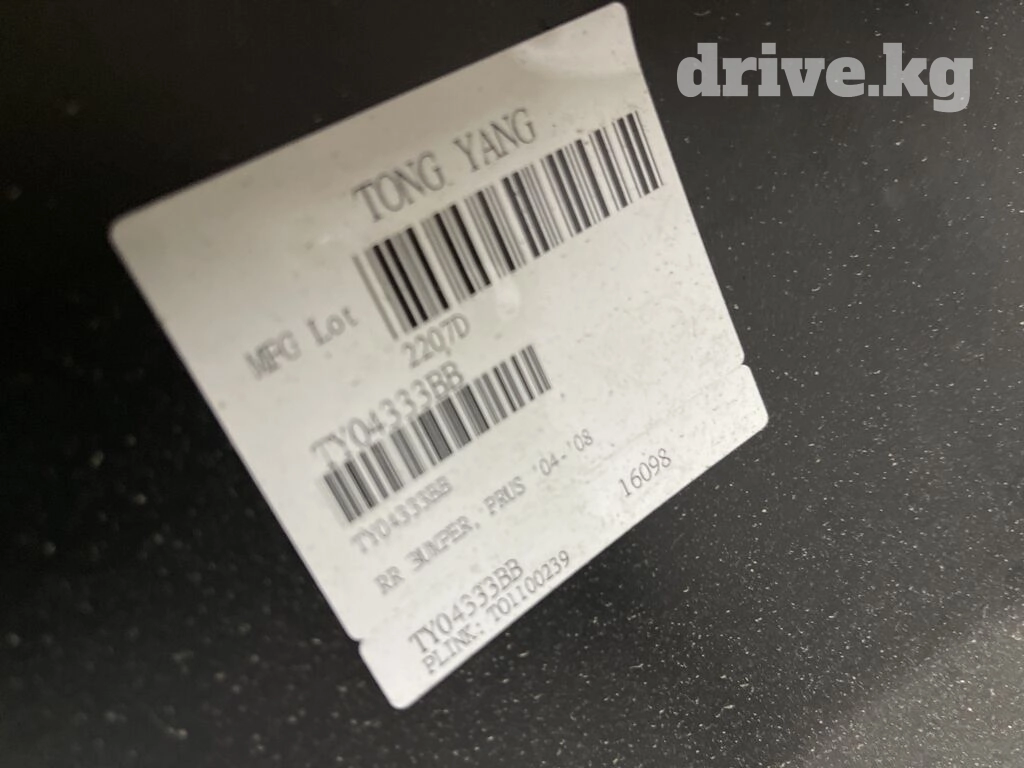 drive.kg
TONG YANG
MFG Lot
2207D
TY04333BB
TY04333BB
RR BUMPER, PRUS '04-'08
16098
TY04333BB
PLINK: TO1100239